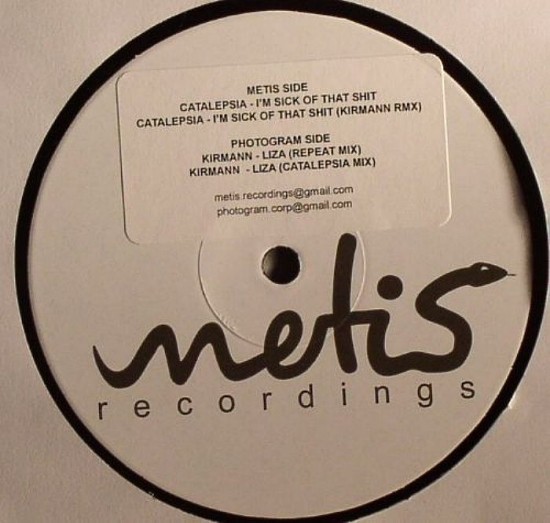 METIS SIDE
CATALEPSIA - I'M SICK OF THAT SHIT
CATALEPSIA - I'M SICK OF THAT SHIT (KIRMANN RMX)
PHOTOGRAM SIDE
KIRMANN - LIZA (REPEAT MIX)
KIRMANN - LIZA (CATALEPSIA MIX)
metis.recordings@gmail.com
photogram.corp@gmail.com
metis
recordings